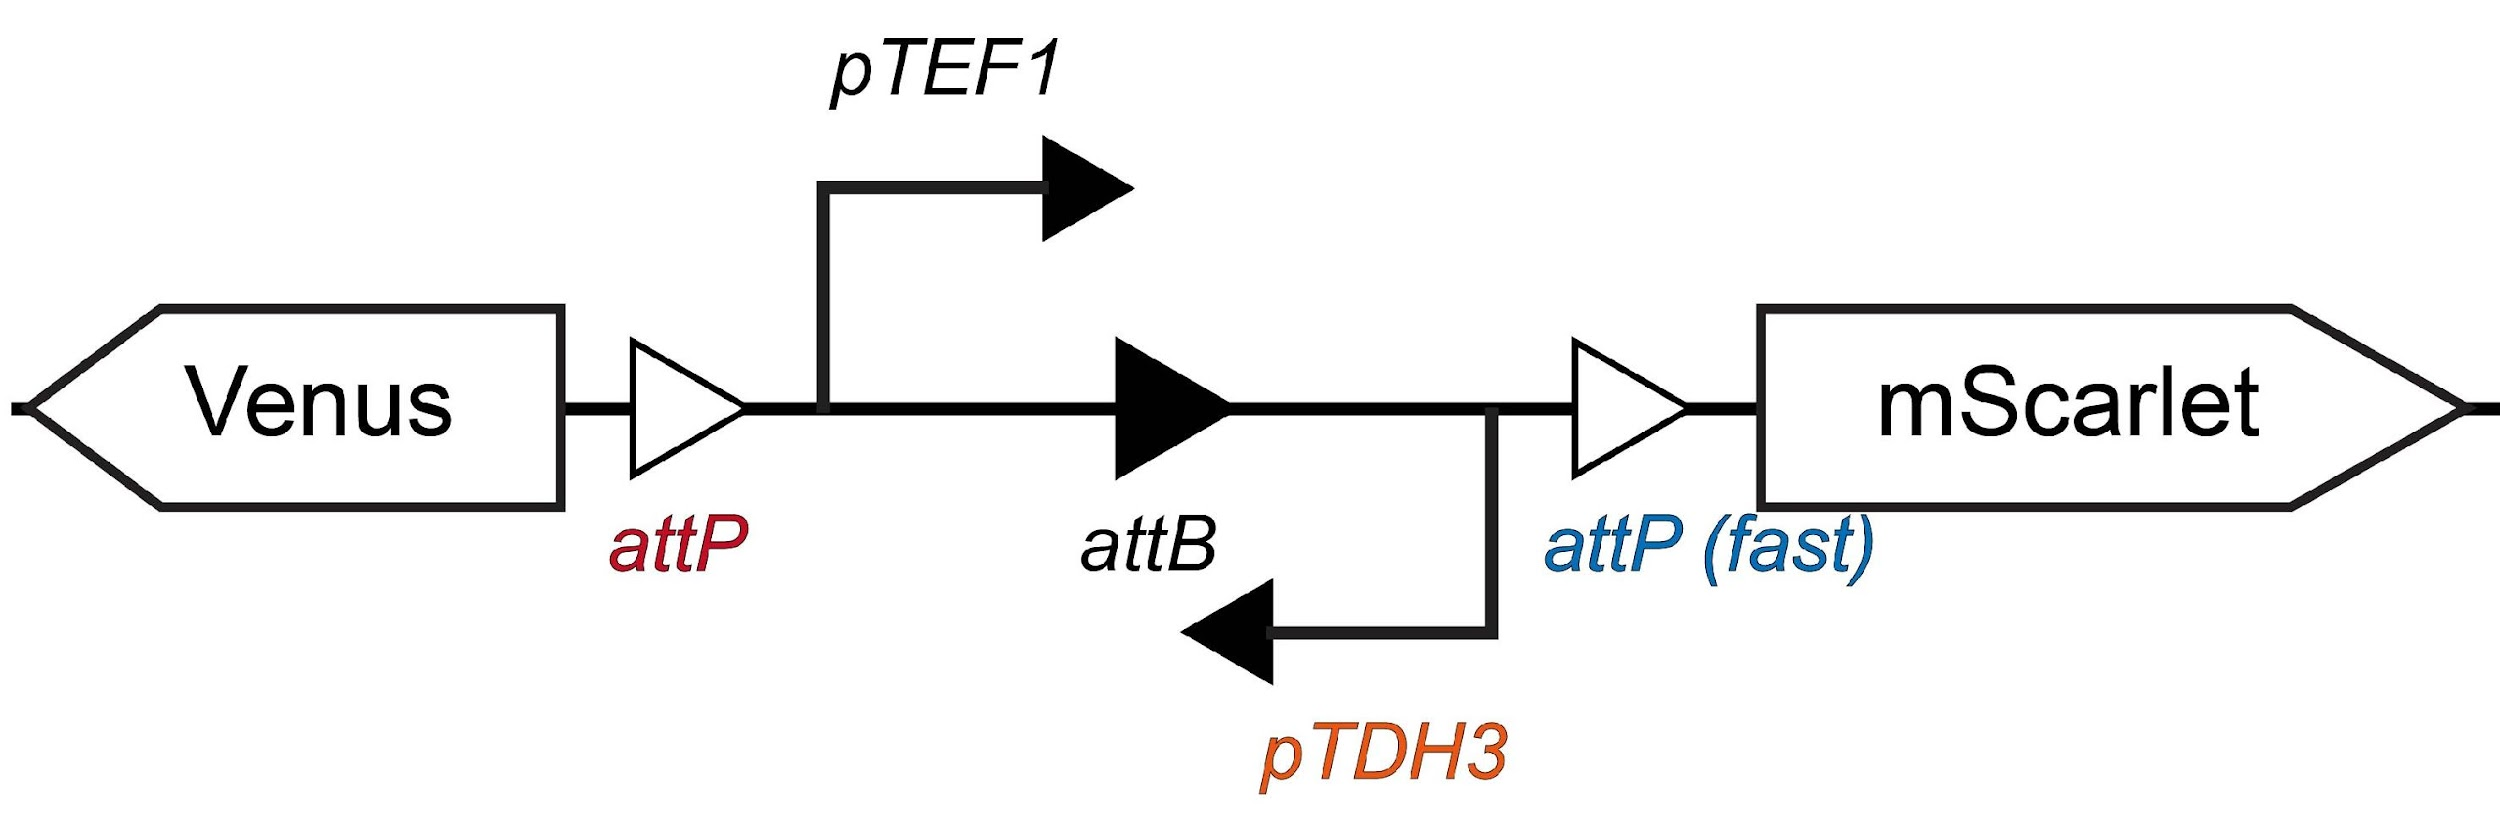 pTEF1
Venus
mScarlet
attP
attB
attP (fast)
pTDH3